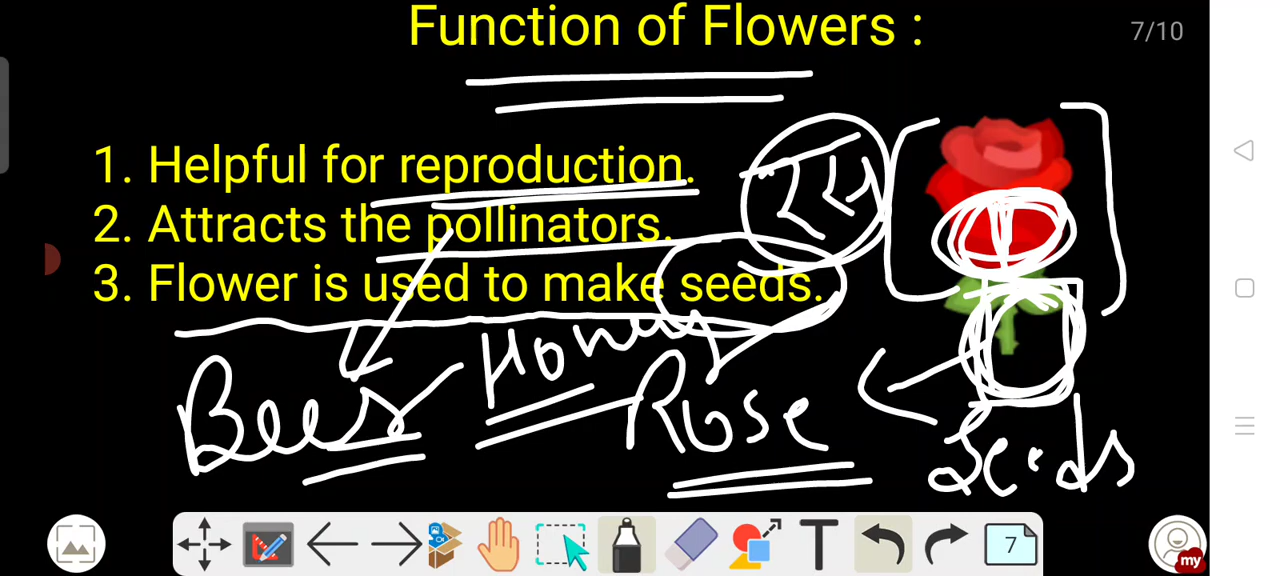 Function of Flowers :
7/10
1. Helpful for reproduction.
2. Attracts the pollinators.
3. Flower is used to make seeds.
Honey
Bees
Rose
Seeds
7
my